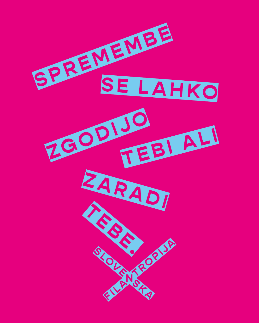 SPREMEMBE
SE LAHKO
ZGODIJO
TEBI ALI
ZARADI
TEBE.
SLOVENSKA
FILANTROPIJA